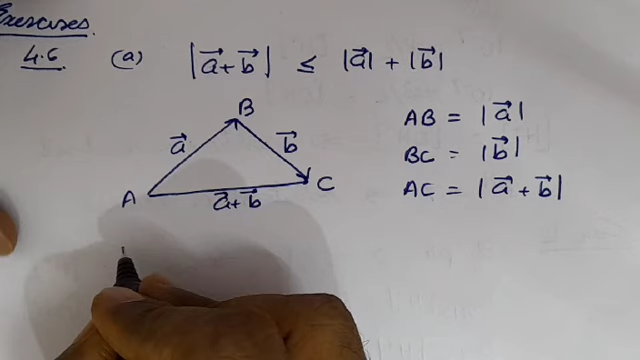 Exercises.
4.6 (a) |a⃗+b⃗| ≤ |a⃗| + |b⃗|
B
a⃗ b⃗
A C
a⃗+b⃗
AB = |a⃗|
BC = |b⃗|
AC = |a⃗ + b⃗|